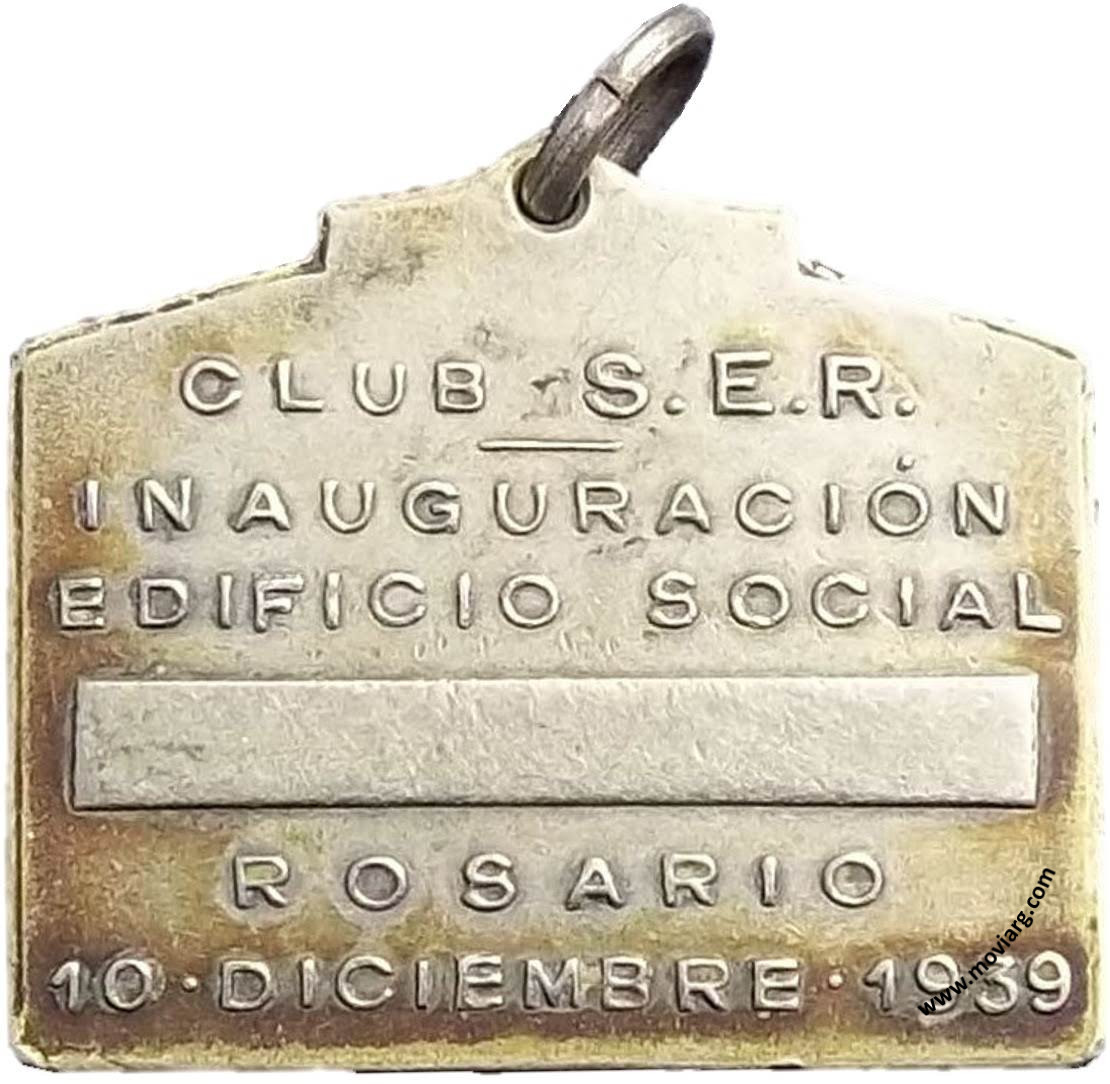 CLUB S.E.R.
INAUGURACIÓN
EDIFICIO SOCIAL
ROSARIO
10·DICIEMBRE·1939
www.moviarg.com